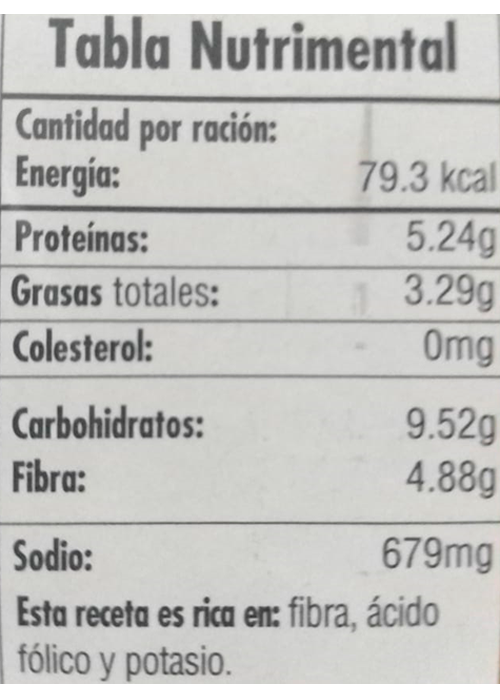 Tabla Nutrimental
Cantidad por ración:
Energía: 79.3 kcal
Proteínas: 5.24g
Grasas totales: 3.29g
Colesterol: 0mg
Carbohidratos: 9.52g
Fibra: 4.88g
Sodio: 679mg
Esta receta es rica en: fibra, ácido
fólico y potasio.